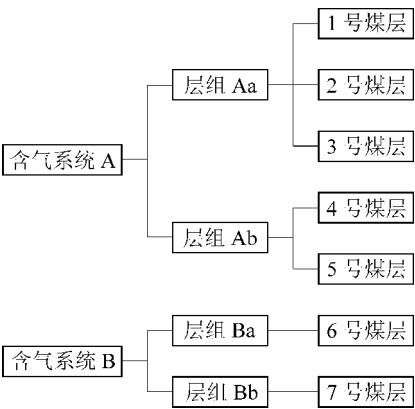 1 号煤层
层组 Aa
2 号煤层
3 号煤层
含气系统 A
4 号煤层
层组 Ab
5 号煤层
层组 Ba
6 号煤层
含气系统 B
层组 Bb
7 号煤层